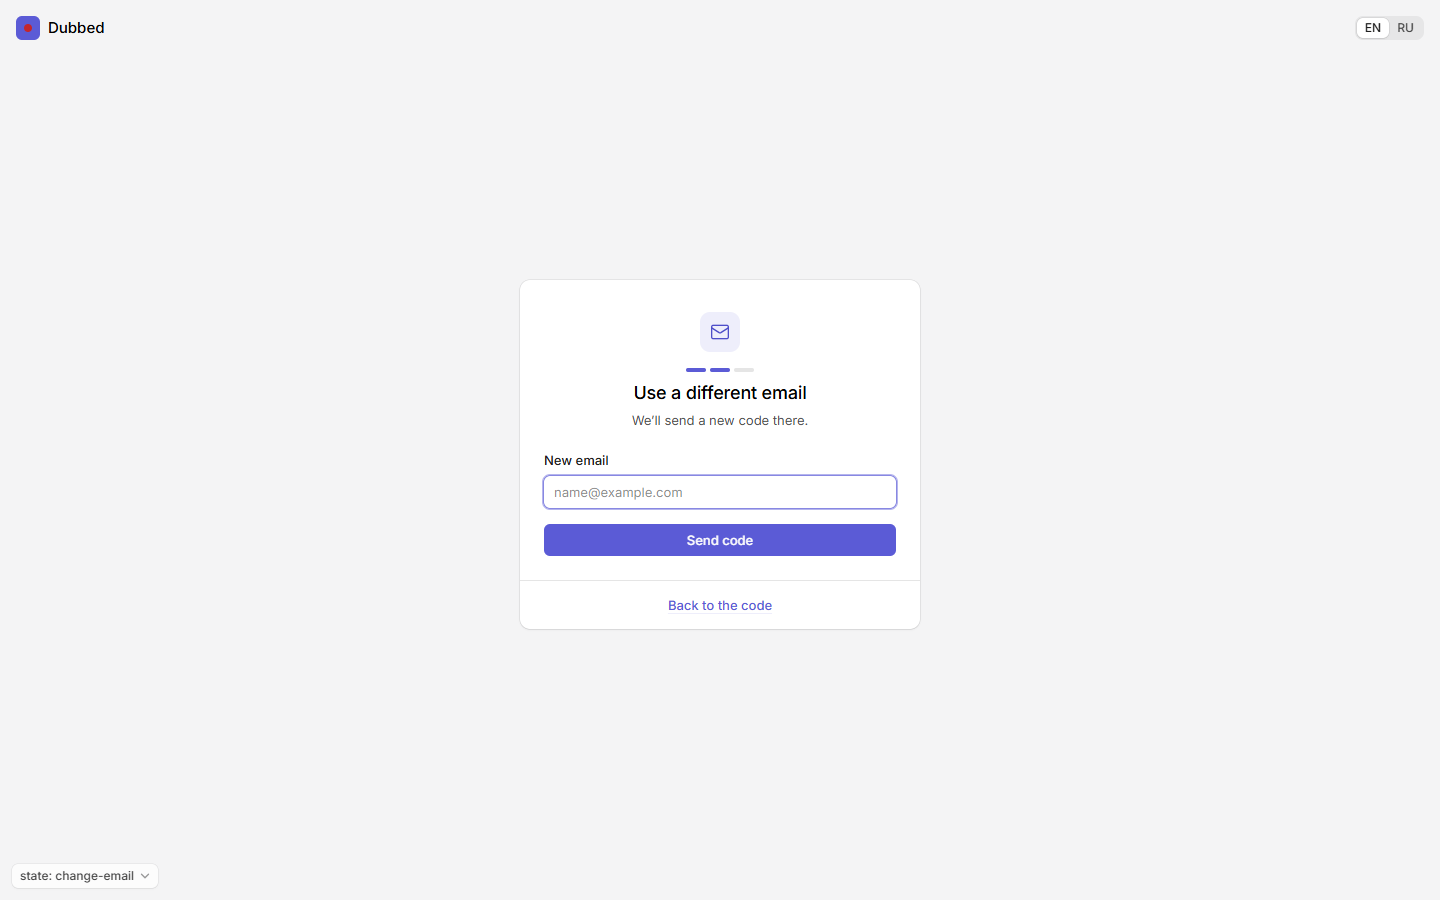 Dubbed
EN RU
Use a different email
We'll send a new code there.
New email
name@example.com
Send code
Back to the code
state: change-email